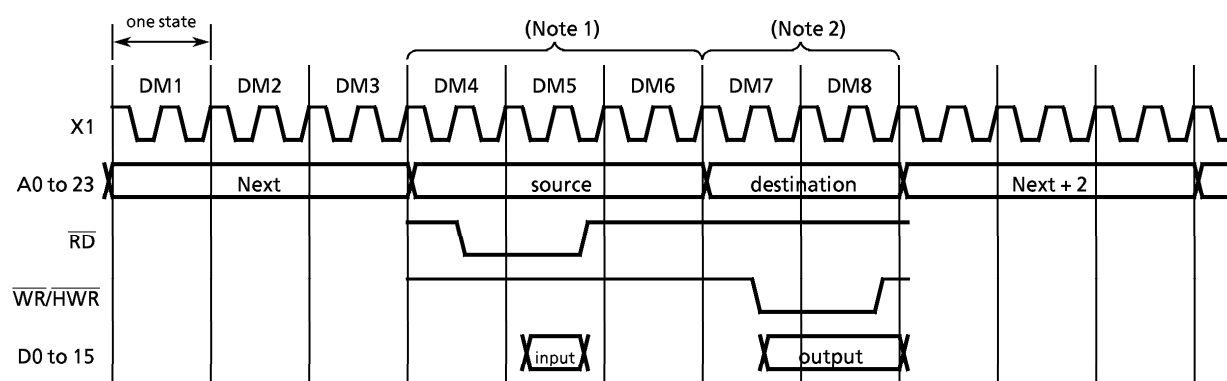 one state
(Note 1)
(Note 2)
DM1 DM2 DM3 DM4 DM5 DM6 DM7 DM8
X1
A0 to 23 Next source destination Next + 2
RD
WR/HWR
D0 to 15 input output